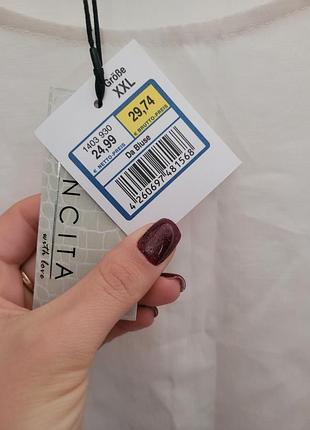 Größe
XXL
1403 930
24,99
€ NETTO-PREIS
29,74
€ BRUTTO-PREIS
Da Bluse
4 260697 481568
NCITA
with love